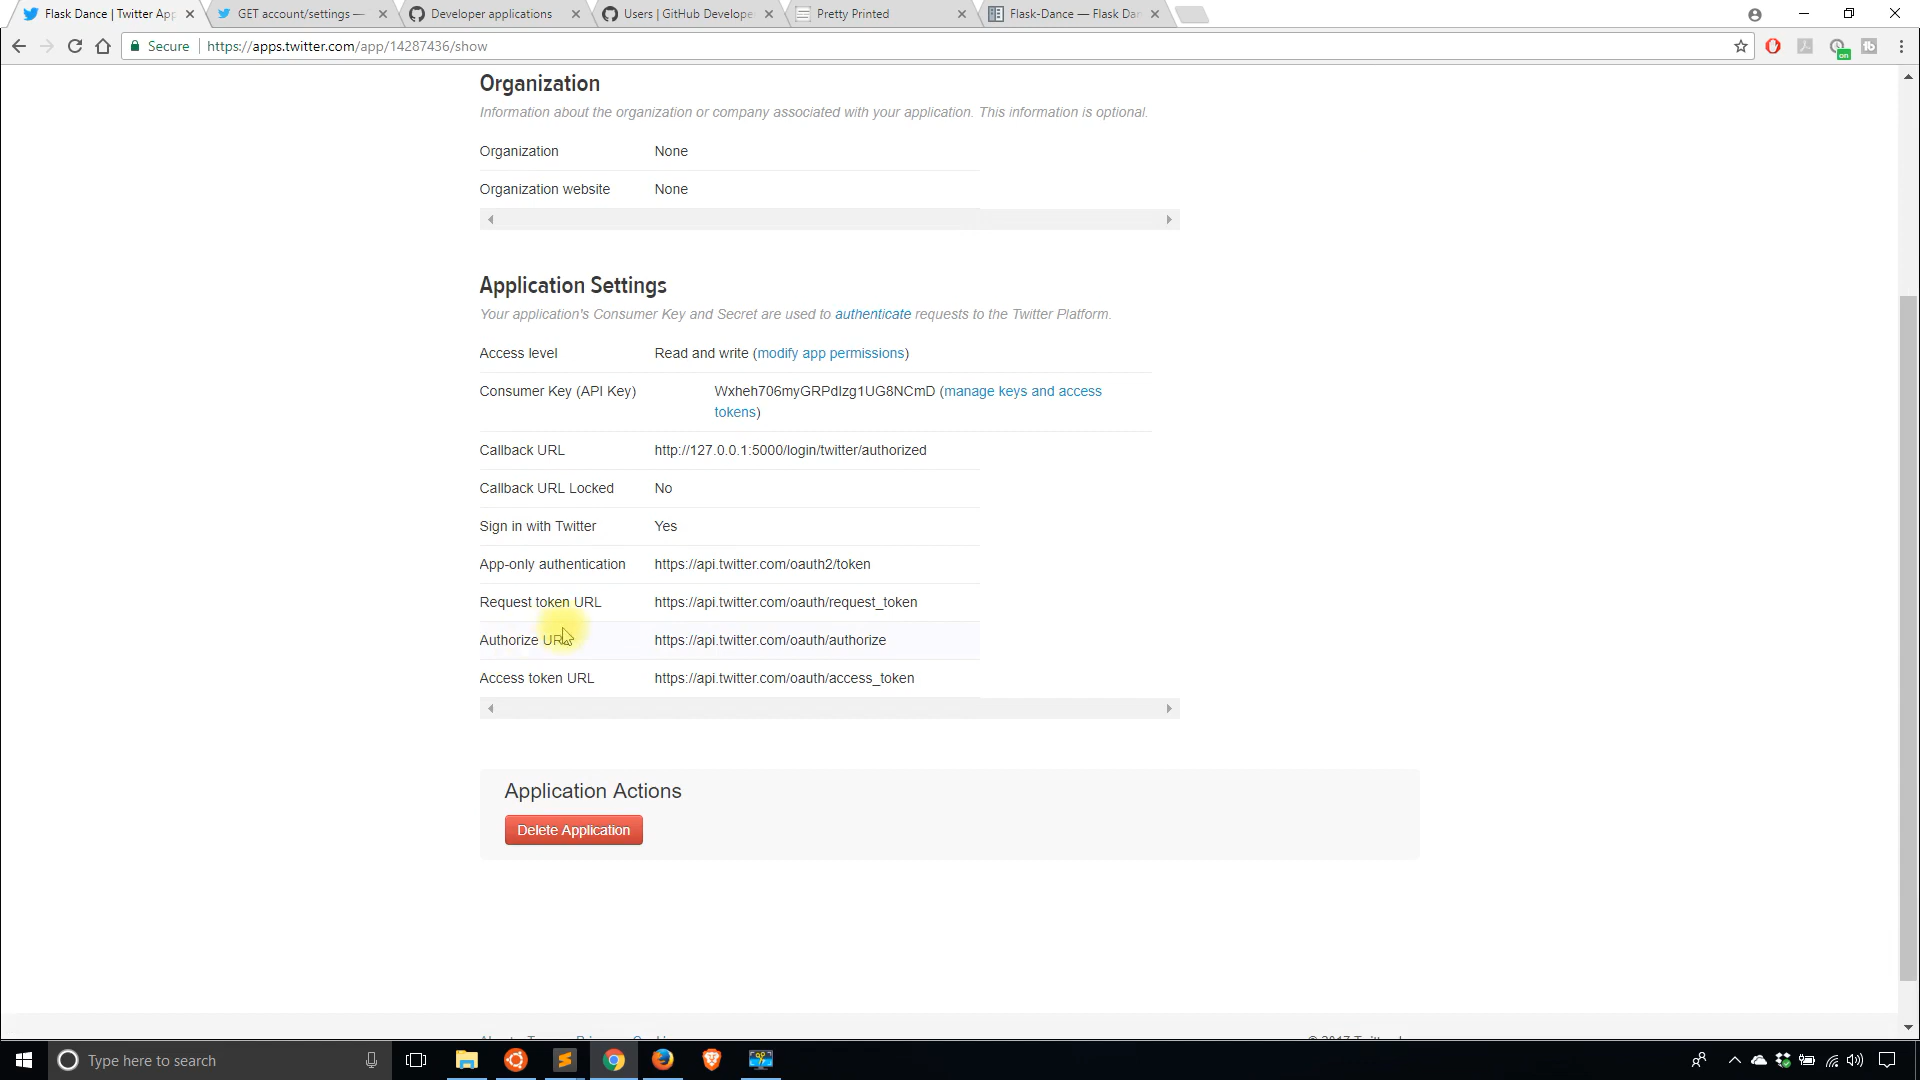 Flask Dance | Twitter App
GET account/settings —
Developer applications
Users | GitHub Develope
Pretty Printed
Flask-Dance — Flask Dan
Secure
https://apps.twitter.com/app/14287436/show
on
Organization
Information about the organization or company associated with your application. This information is optional.
Organization None
Organization website None
Application Settings
Your application's Consumer Key and Secret are used to authenticate requests to the Twitter Platform.
Access level Read and write (modify app permissions)
Consumer Key (API Key) Wxheh706myGRPdIzg1UG8NCmD (manage keys and access
tokens)
Callback URL http://127.0.0.1:5000/login/twitter/authorized
Callback URL Locked No
Sign in with Twitter Yes
App-only authentication https://api.twitter.com/oauth2/token
Request token URL https://api.twitter.com/oauth/request_token
Authorize URL https://api.twitter.com/oauth/authorize
Access token URL https://api.twitter.com/oauth/access_token
Application Actions
Delete Application
Type here to search